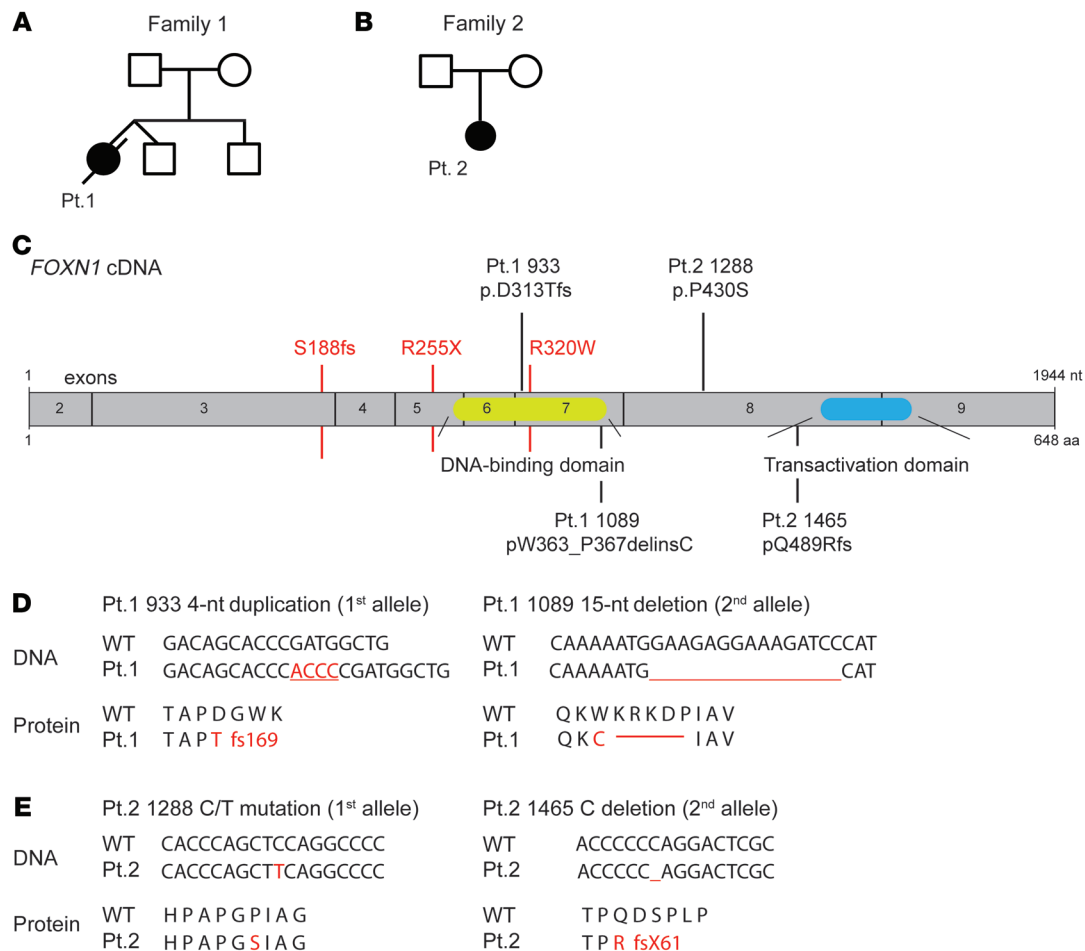 A
Family 1
B
Family 2
Pt.1
Pt. 2
C
FOXN1 cDNA
Pt.1 933
p.D313Tfs
Pt.2 1288
p.P430S
S188fs
R255X
R320W
1
exons
1944 nt
2 3 4 5 6 7 8 9
1
648 aa
DNA-binding domain
Transactivation domain
Pt.1 1089
pW363_P367delinsC
Pt.2 1465
pQ489Rfs
D
Pt.1 933 4-nt duplication (1st allele)
Pt.1 1089 15-nt deletion (2nd allele)
DNA
WT GACAGCACCCGATGGCTG
Pt.1 GACAGCACCCACCCCGATGGCTG
WT CAAAAATGGAAGAGGAAAGATCCCAT
Pt.1 CAAAAATG CAT
Protein
WT T A P D G W K
Pt.1 T A P T fs169
WT Q K W K R K D P I A V
Pt.1 Q K C I A V
E
Pt.2 1288 C/T mutation (1st allele)
Pt.2 1465 C deletion (2nd allele)
DNA
WT CACCCAGCTCCAGGCCCC
Pt.2 CACCCAGCTTCAGGCCCC
WT ACCCCCCAGGACTCGC
Pt.2 ACCCCC_AGGACTCGC
Protein
WT H P A P G P I A G
Pt.2 H P A P G S I A G
WT T P Q D S P L P
Pt.2 T P R fsX61